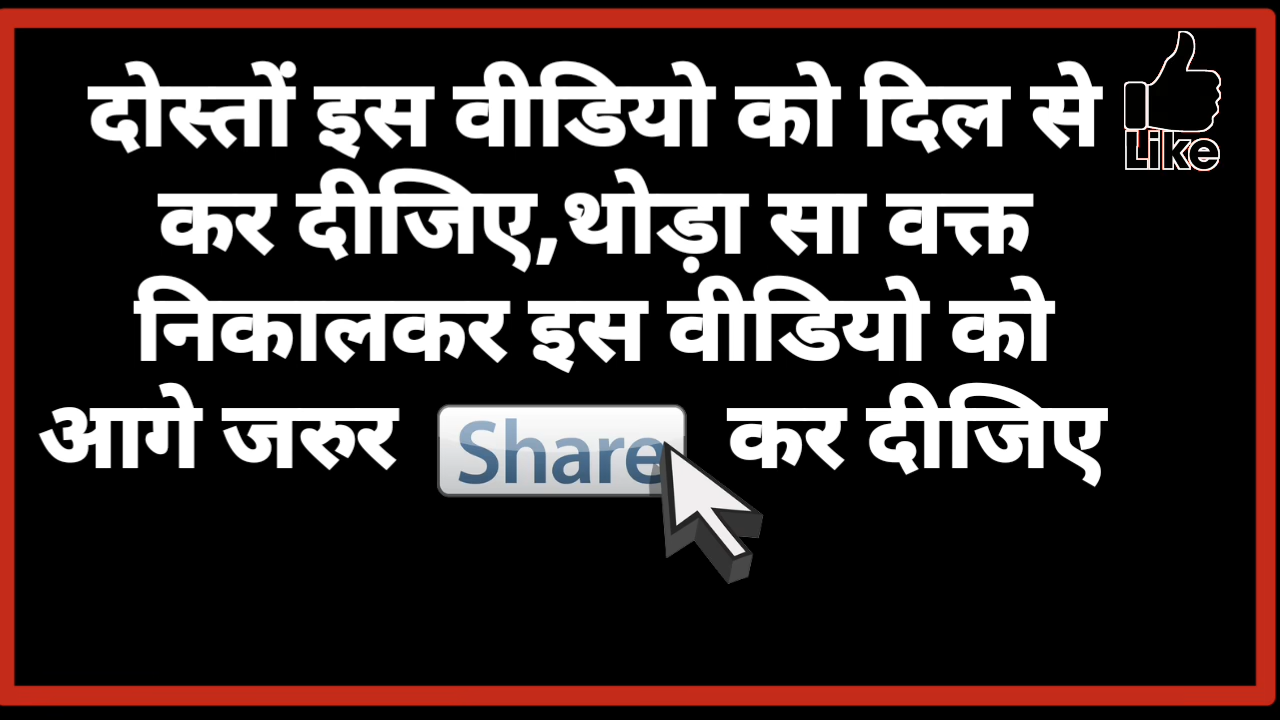 दोस्तों इस वीडियो को दिल से Like
कर दीजिए,थोड़ा सा वक्त
निकालकर इस वीडियो को
आगे जरुर Share कर दीजिए